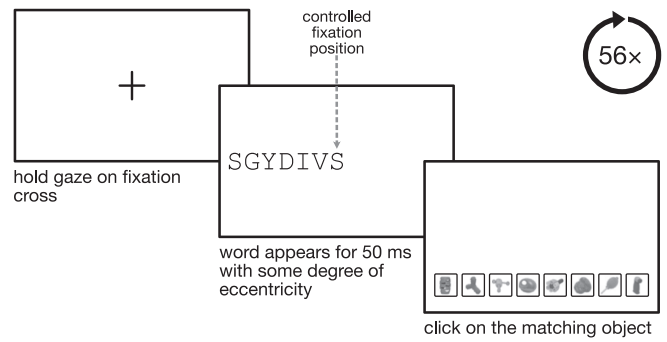 controlled
fixation
position
56×
hold gaze on fixation
cross
SGYDIVS
word appears for 50 ms
with some degree of
eccentricity
click on the matching object